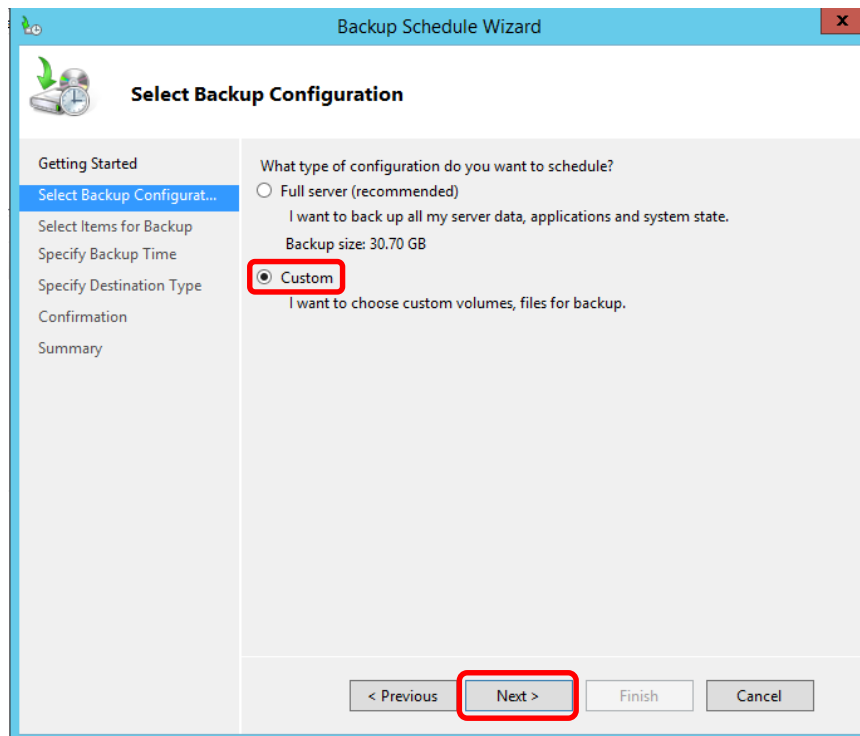 Backup Schedule Wizard
x
Select Backup Configuration
Getting Started
Select Backup Configurat...
Select Items for Backup
Specify Backup Time
Specify Destination Type
Confirmation
Summary
What type of configuration do you want to schedule?
Full server (recommended)
I want to back up all my server data, applications and system state.
Backup size: 30.70 GB
Custom
I want to choose custom volumes, files for backup.
< Previous
Next >
Finish
Cancel